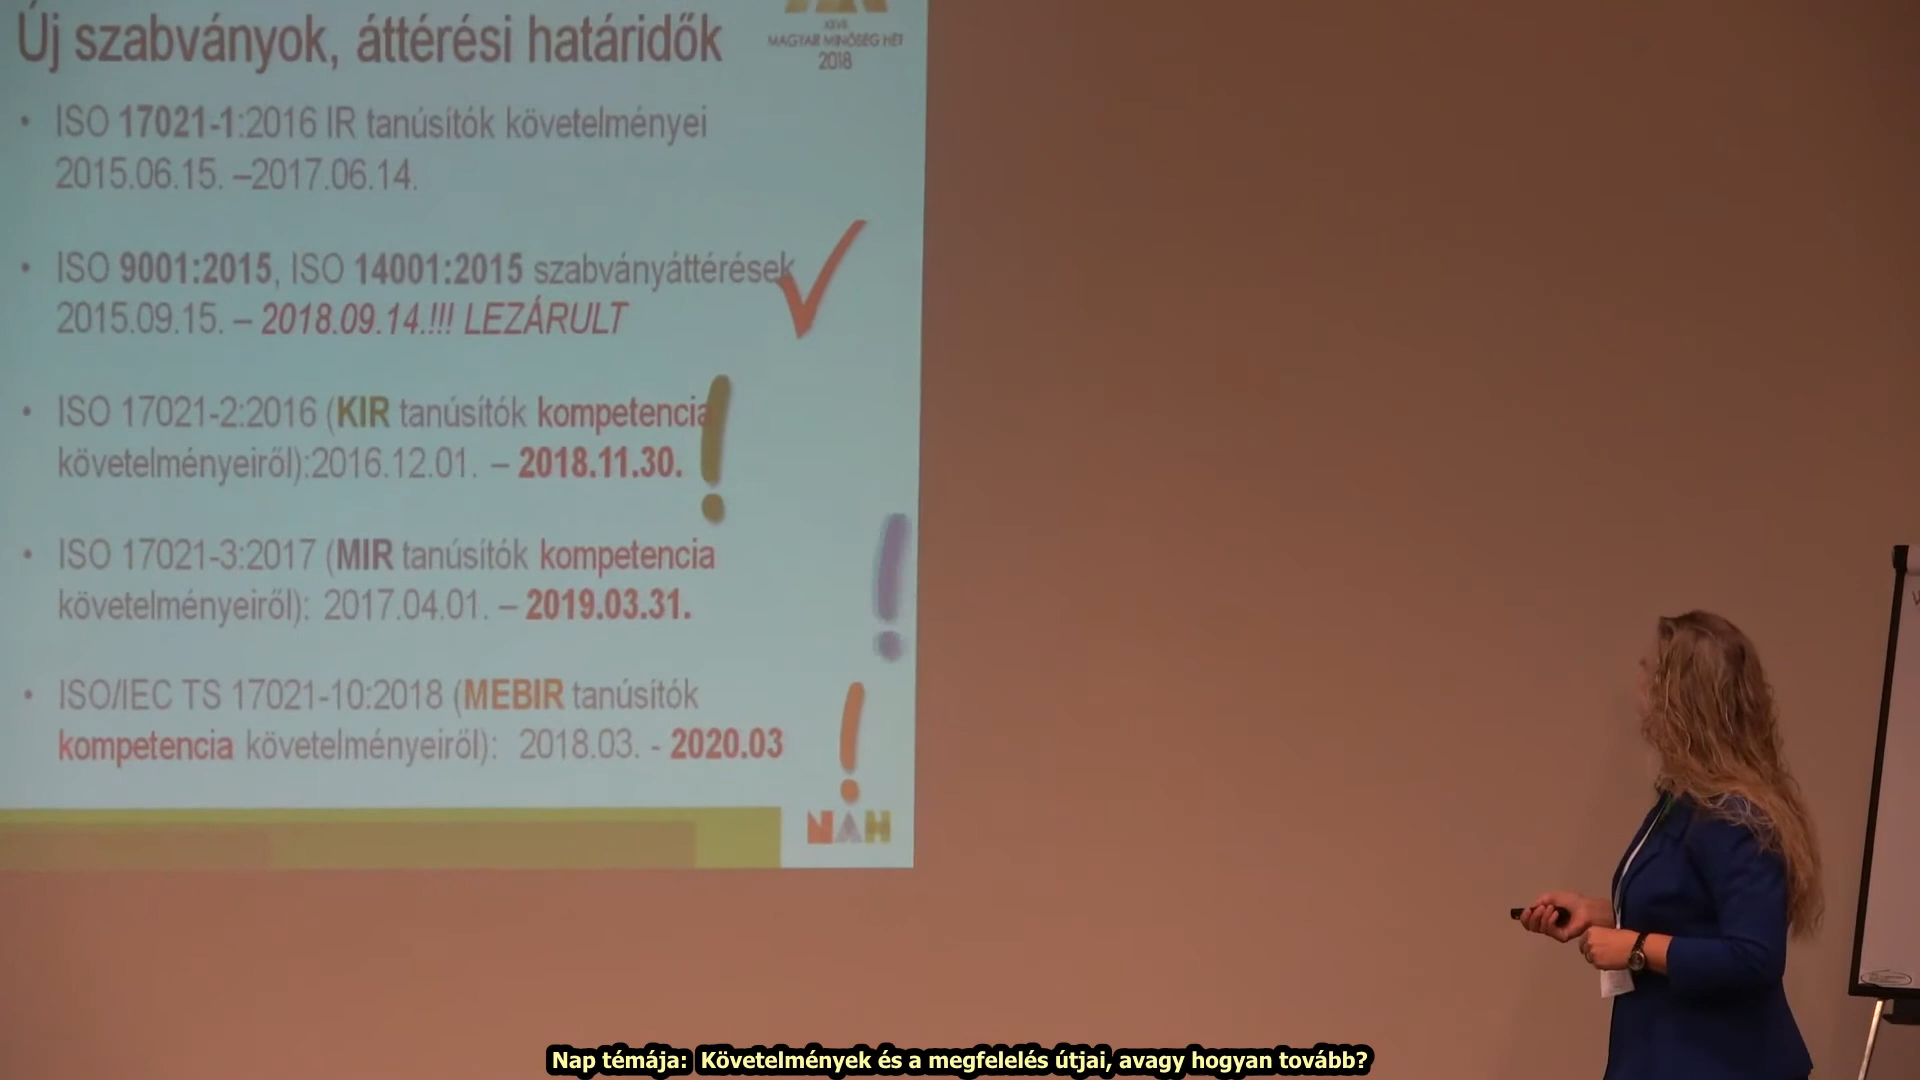 Új szabványok, áttérési határidők
XXVII.
MAGYAR MINŐSÉG HÉT
2018
• ISO 17021-1:2016 IR tanúsítók követelményei
2015.06.15. –2017.06.14.
• ISO 9001:2015, ISO 14001:2015 szabványáttérések
2015.09.15. – 2018.09.14.!!! LEZÁRULT
• ISO 17021-2:2016 (KIR tanúsítók kompetencia
követelményeiről):2016.12.01. – 2018.11.30.
• ISO 17021-3:2017 (MIR tanúsítók kompetencia
követelményeiről): 2017.04.01. – 2019.03.31.
• ISO/IEC TS 17021-10:2018 (MEBIR tanúsítók
kompetencia követelményeiről): 2018.03. - 2020.03
NAH
Nap témája: Követelmények és a megfelelés útjai, avagy hogyan tovább?